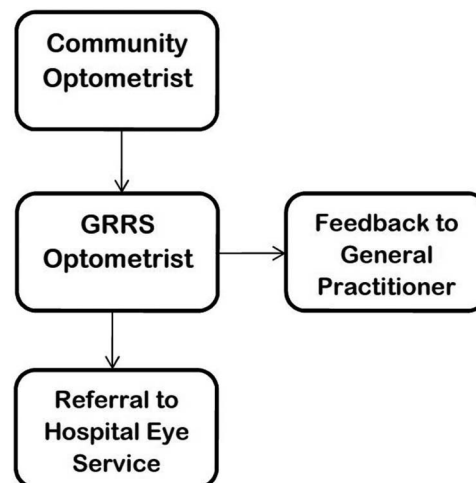 Community
Optometrist
GRRS
Optometrist
Feedback to
General
Practitioner
Referral to
Hospital Eye
Service